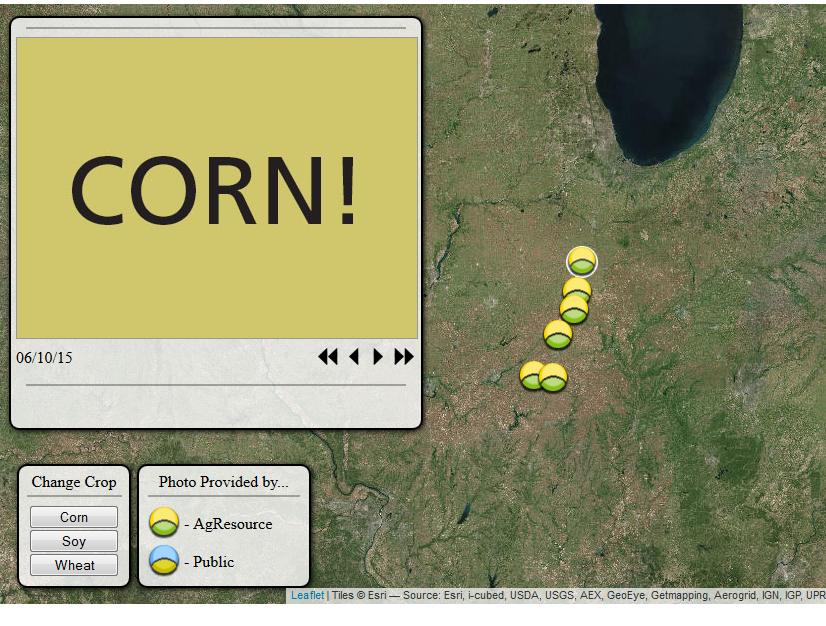 CORN!
06/10/15
Change Crop
Corn
Soy
Wheat
Photo Provided by...
- AgResource
- Public
Leaflet | Tiles © Esri — Source: Esri, i-cubed, USDA, USGS, AEX, GeoEye, Getmapping, Aerogrid, IGN, IGP, UPR